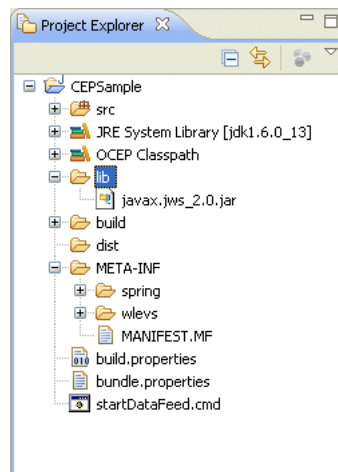 Project Explorer
CEPSample
src
JRE System Library [jdk1.6.0_13]
OCEP Classpath
lib
javax.jws_2.0.jar
build
dist
META-INF
spring
wlevs
MANIFEST.MF
build.properties
bundle.properties
startDataFeed.cmd